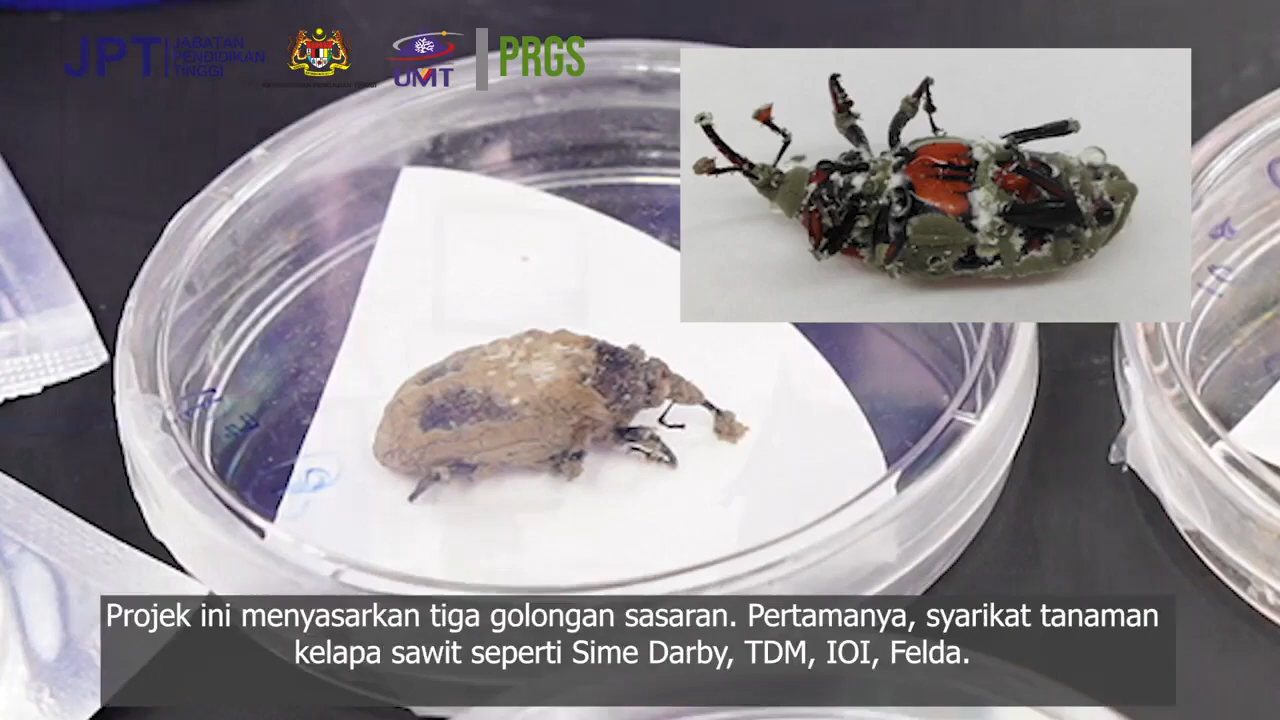 JPT JABATAN
PENDIDIKAN
TINGGI
UMT
PRGS
Projek ini menyasarkan tiga golongan sasaran. Pertamanya, syarikat tanaman
kelapa sawit seperti Sime Darby, TDM, IOI, Felda.